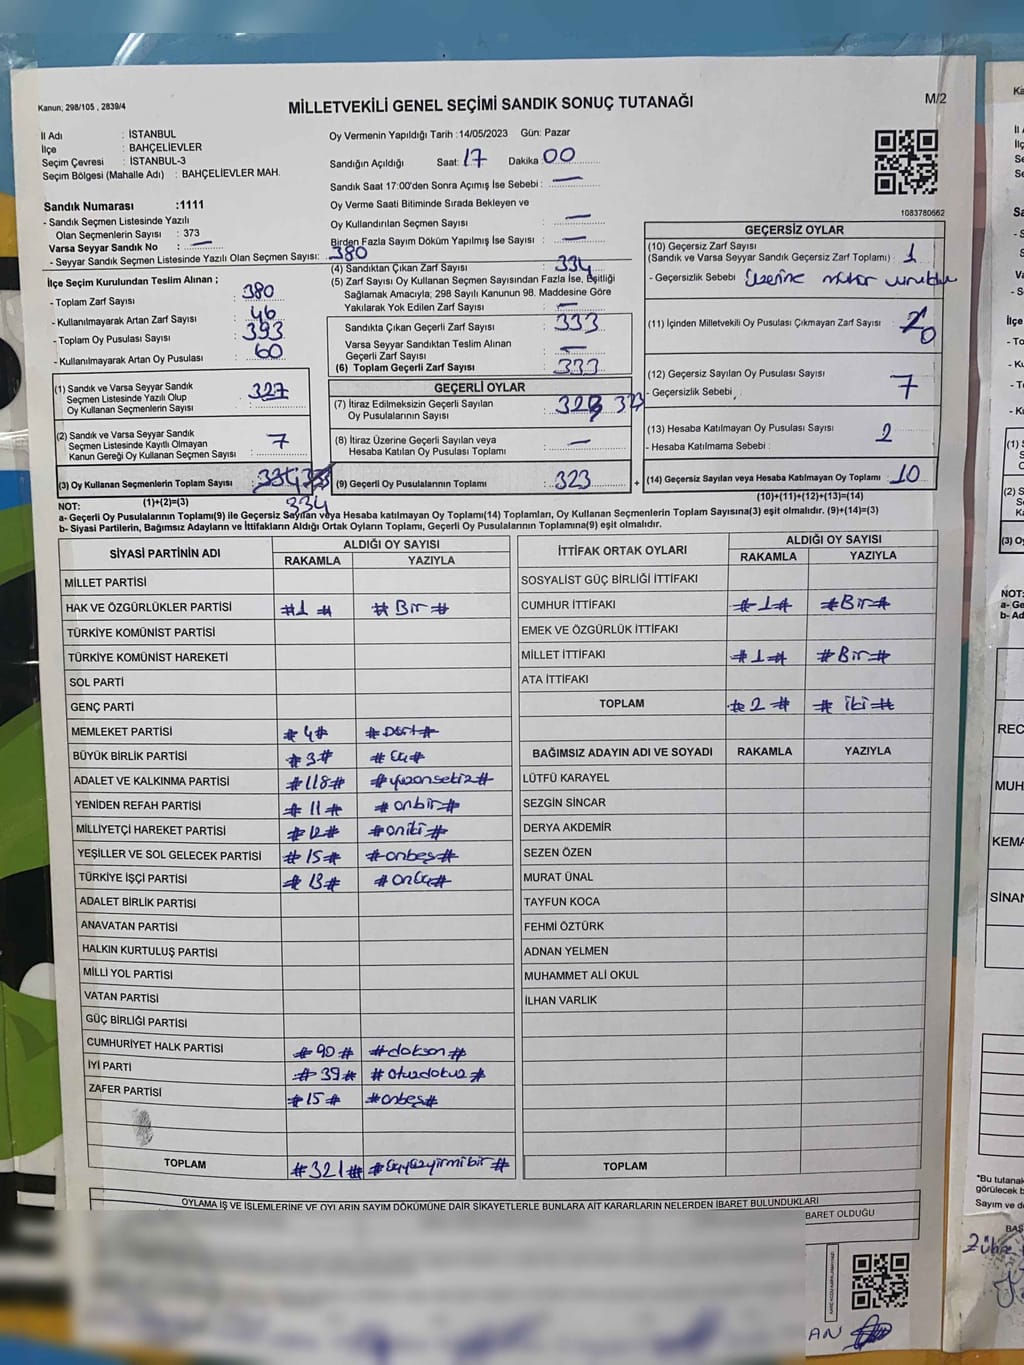 Kanun, 298/105 , 2839/4
MİLLETVEKİLİ GENEL SEÇİMİ SANDIK SONUÇ TUTANAĞI
M/2
İl Adı : İSTANBUL
İlçe : BAHÇELİEVLER
Seçim Çevresi : İSTANBUL-3
Seçim Bölgesi (Mahalle Adı) : BAHÇELİEVLER MAH.
Sandık Numarası :1111
- Sandık Seçmen Listesinde Yazılı
Olan Seçmenlerin Sayısı : 373
Varsa Seyyar Sandık No : —
- Seyyar Sandık Seçmen Listesinde Yazılı Olan Seçmen Sayısı: 380
İlçe Seçim Kurulundan Teslim Alınan ;
- Toplam Zarf Sayısı : 380
- Kullanılmayarak Artan Zarf Sayısı : 46
- Toplam Oy Pusulası Sayısı : 393
- Kullanılmayarak Artan Oy Pusulası : 60
(1) Sandık ve Varsa Seyyar Sandık
Seçmen Listesinde Yazılı Olup
Oy Kullanan Seçmenlerin Sayısı : 327
(2) Sandık ve Varsa Seyyar Sandık
Seçmen Listesinde Kayıtlı Olmayan
Kanun Gereği Oy Kullanan Seçmen Sayısı : 7
(3) Oy Kullanan Seçmenlerin Toplam Sayısı : 334
(1)+(2)=(3)
Oy Vermenin Yapıldığı Tarih :14/05/2023 Gün: Pazar
Sandığın Açıldığı Saat: 17 Dakika 00
Sandık Saat 17:00'den Sonra Açımış İse Sebebi : —
Oy Verme Saati Bitiminde Sırada Bekleyen ve
Oy Kullandırılan Seçmen Sayısı : —
Birden Fazla Sayım Döküm Yapılmış İse Sayısı : —
(4) Sandıktan Çıkan Zarf Sayısı : 334
(5) Zarf Sayısı Oy Kullanan Seçmen Sayısından Fazla İse, Eşitliği
Sağlamak Amacıyla; 298 Sayılı Kanunun 98. Maddesine Göre
Yakılarak Yok Edilen Zarf Sayısı : —
Sandıkta Çıkan Geçerli Zarf Sayısı : 333
Varsa Seyyar Sandıktan Teslim Alınan
Geçerli Zarf Sayısı : —
(6) Toplam Geçerli Zarf Sayısı : 333
GEÇERLİ OYLAR
(7) İtiraz Edilmeksizin Geçerli Sayılan
Oy Pusulalarının Sayısı : 323
(8) İtiraz Üzerine Geçerli Sayılan veya
Hesaba Katılan Oy Pusulası Toplamı : —
(9) Geçerli Oy Pusulalarının Toplamı : 323 +
1083780662
GEÇERSİZ OYLAR
(10) Geçersiz Zarf Sayısı
(Sandık ve Varsa Seyyar Sandık Geçersiz Zarf Toplamı) : 1
- Geçersizlik Sebebi : Üzerine mühür
(11) İçinden Milletvekili Oy Pusulası Çıkmayan Zarf Sayısı : 0
(12) Geçersiz Sayılan Oy Pusulası Sayısı : 7
- Geçersizlik Sebebi :
(13) Hesaba Katılmayan Oy Pusulası Sayısı : 2
- Hesaba Katılmama Sebebi :
(14) Geçersiz Sayılan veya Hesaba Katılmayan Oy Toplamı : 10
(10)+(11)+(12)+(13)=(14)
NOT:
a- Geçerli Oy Pusulalarının Toplamı(9) ile Geçersiz Sayılan veya Hesaba katılmayan Oy Toplamı(14) Toplamları, Oy Kullanan Seçmenlerin Toplam Sayısına(3) eşit olmalıdır. (9)+(14)=(3)
b- Siyasi Partilerin, Bağımsız Adayların ve İttifakların Aldığı Ortak Oyların Toplamı, Geçerli Oy Pusulalarının Toplamına(9) eşit olmalıdır.
SİYASİ PARTİNİN ADI ALDIĞI OY SAYISI
RAKAMLA YAZIYLA
MİLLET PARTİSİ
HAK VE ÖZGÜRLÜKLER PARTİSİ #1# #Bir#
TÜRKİYE KOMÜNİST PARTİSİ
TÜRKİYE KOMÜNİST HAREKETİ
SOL PARTİ
GENÇ PARTİ
MEMLEKET PARTİSİ #4# #Dört#
BÜYÜK BİRLİK PARTİSİ #3# #Üç#
ADALET VE KALKINMA PARTİSİ #118# #yüzonsekiz#
YENİDEN REFAH PARTİSİ #11# #onbir#
MİLLİYETÇİ HAREKET PARTİSİ #12# #oniki#
YEŞİLLER VE SOL GELECEK PARTİSİ #15# #onbeş#
TÜRKİYE İŞÇİ PARTİSİ #13# #onüç#
ADALET BİRLİK PARTİSİ
ANAVATAN PARTİSİ
HALKIN KURTULUŞ PARTİSİ
MİLLİ YOL PARTİSİ
VATAN PARTİSİ
GÜÇ BİRLİĞİ PARTİSİ
CUMHURİYET HALK PARTİSİ #90# #doksan#
İYİ PARTİ #39# #otuzdokuz#
ZAFER PARTİSİ #15# #onbeş#
TOPLAM #321# #üçyüzyirmibir#
İTTİFAK ORTAK OYLARI ALDIĞI OY SAYISI
RAKAMLA YAZIYLA
SOSYALİST GÜÇ BİRLİĞİ İTTİFAKI
CUMHUR İTTİFAKI #1# #Bir#
EMEK VE ÖZGÜRLÜK İTTİFAKI
MİLLET İTTİFAKI #1# #Bir#
ATA İTTİFAKI
TOPLAM #2# #iki#
BAĞIMSIZ ADAYIN ADI VE SOYADI RAKAMLA YAZIYLA
LÜTFÜ KARAYEL
SEZGİN SİNCAR
DERYA AKDEMİR
SEZEN ÖZEN
MURAT ÜNAL
TAYFUN KOCA
FEHMİ ÖZTÜRK
ADNAN YELMEN
MUHAMMET ALİ OKUL
İLHAN VARLIK
TOPLAM
OYLAMA İŞ VE İŞLEMLERİNE VE OYLARIN SAYIM DÖKÜMÜNE DAİR ŞİKAYETLERLE BUNLARA AİT KARARLARIN NELERDEN İBARET BULUNDUKLARI
BARET OLDUĞU
AN